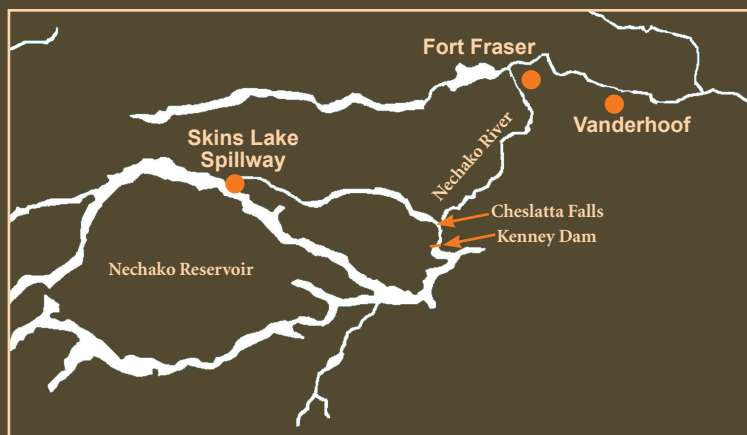 Fort Fraser
Vanderhoof
Skins Lake
Spillway
Nechako River
Cheslatta Falls
Kenney Dam
Nechako Reservoir